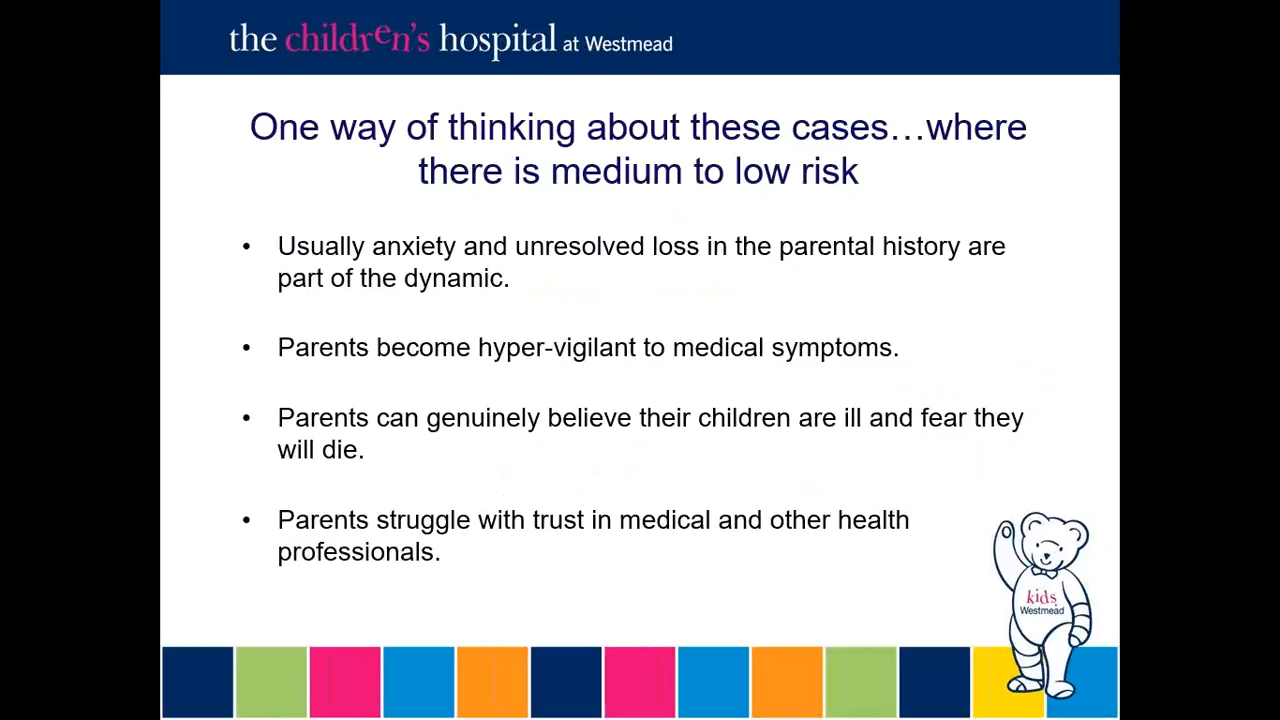 the children's hospital at Westmead
One way of thinking about these cases…where
there is medium to low risk
• Usually anxiety and unresolved loss in the parental history are
part of the dynamic.
• Parents become hyper-vigilant to medical symptoms.
• Parents can genuinely believe their children are ill and fear they
will die.
• Parents struggle with trust in medical and other health
professionals.
kids
Westmead